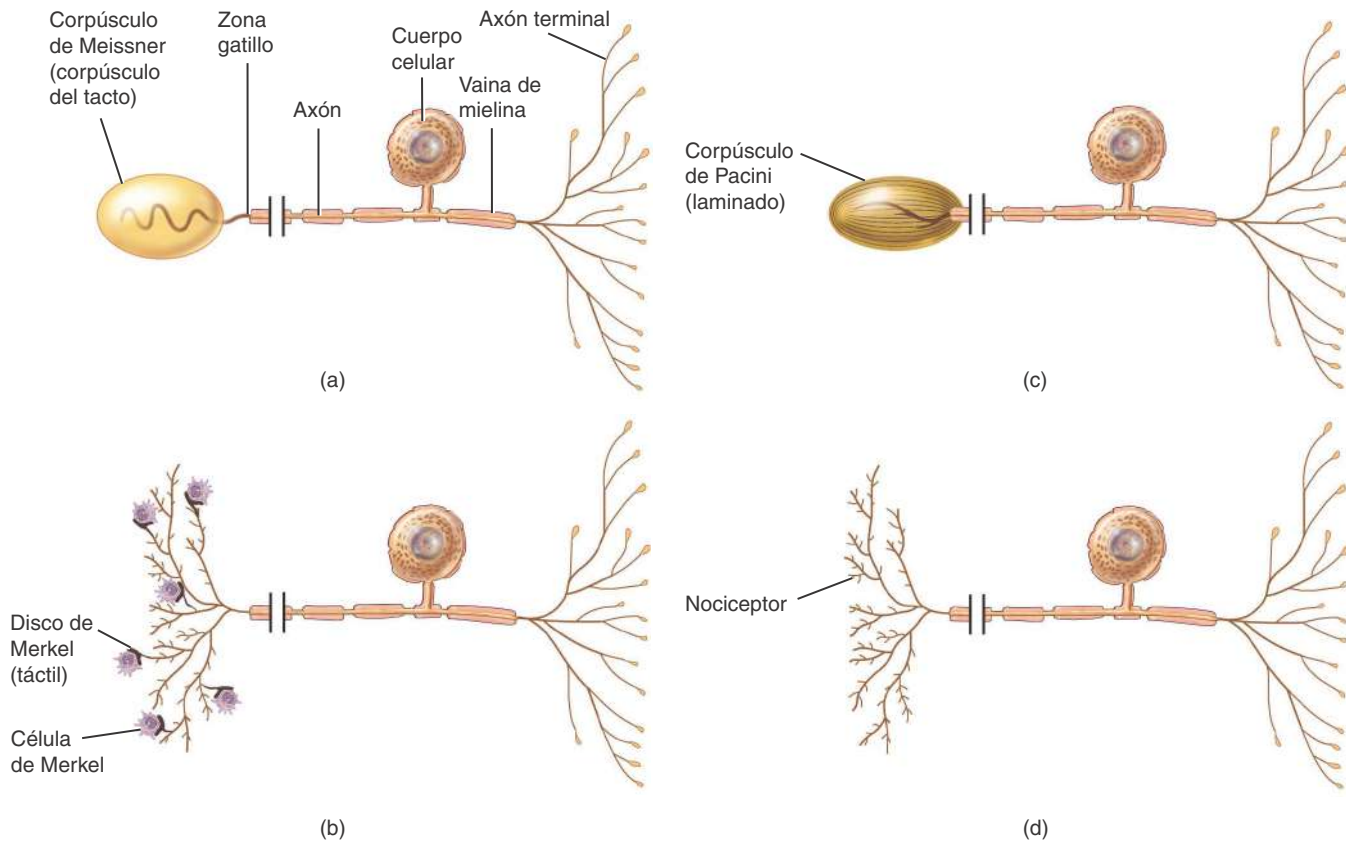 Corpúsculo
de Meissner
(corpúsculo
del tacto)
Zona
gatillo
Axón
Cuerpo
celular
Vaina de
mielina
Axón terminal
(a)
Corpúsculo
de Pacini
(laminado)
(c)
Disco de
Merkel
(táctil)
Célula
de Merkel
(b)
Nociceptor
(d)